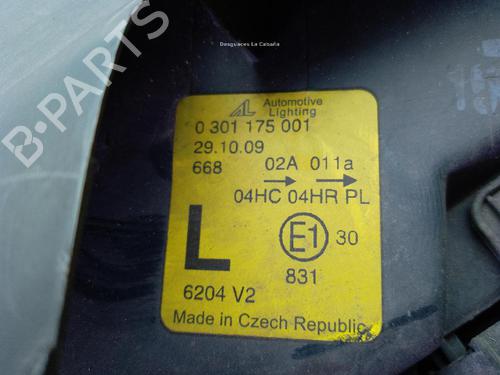 Desguaces La Cabaña
AL Automotive Lighting
0 301 175 001
29.10.09
668 02A 011a
04HC 04HR PL
L E1 30
831
6204 V2
Made in Czech Republic
B-PARTS